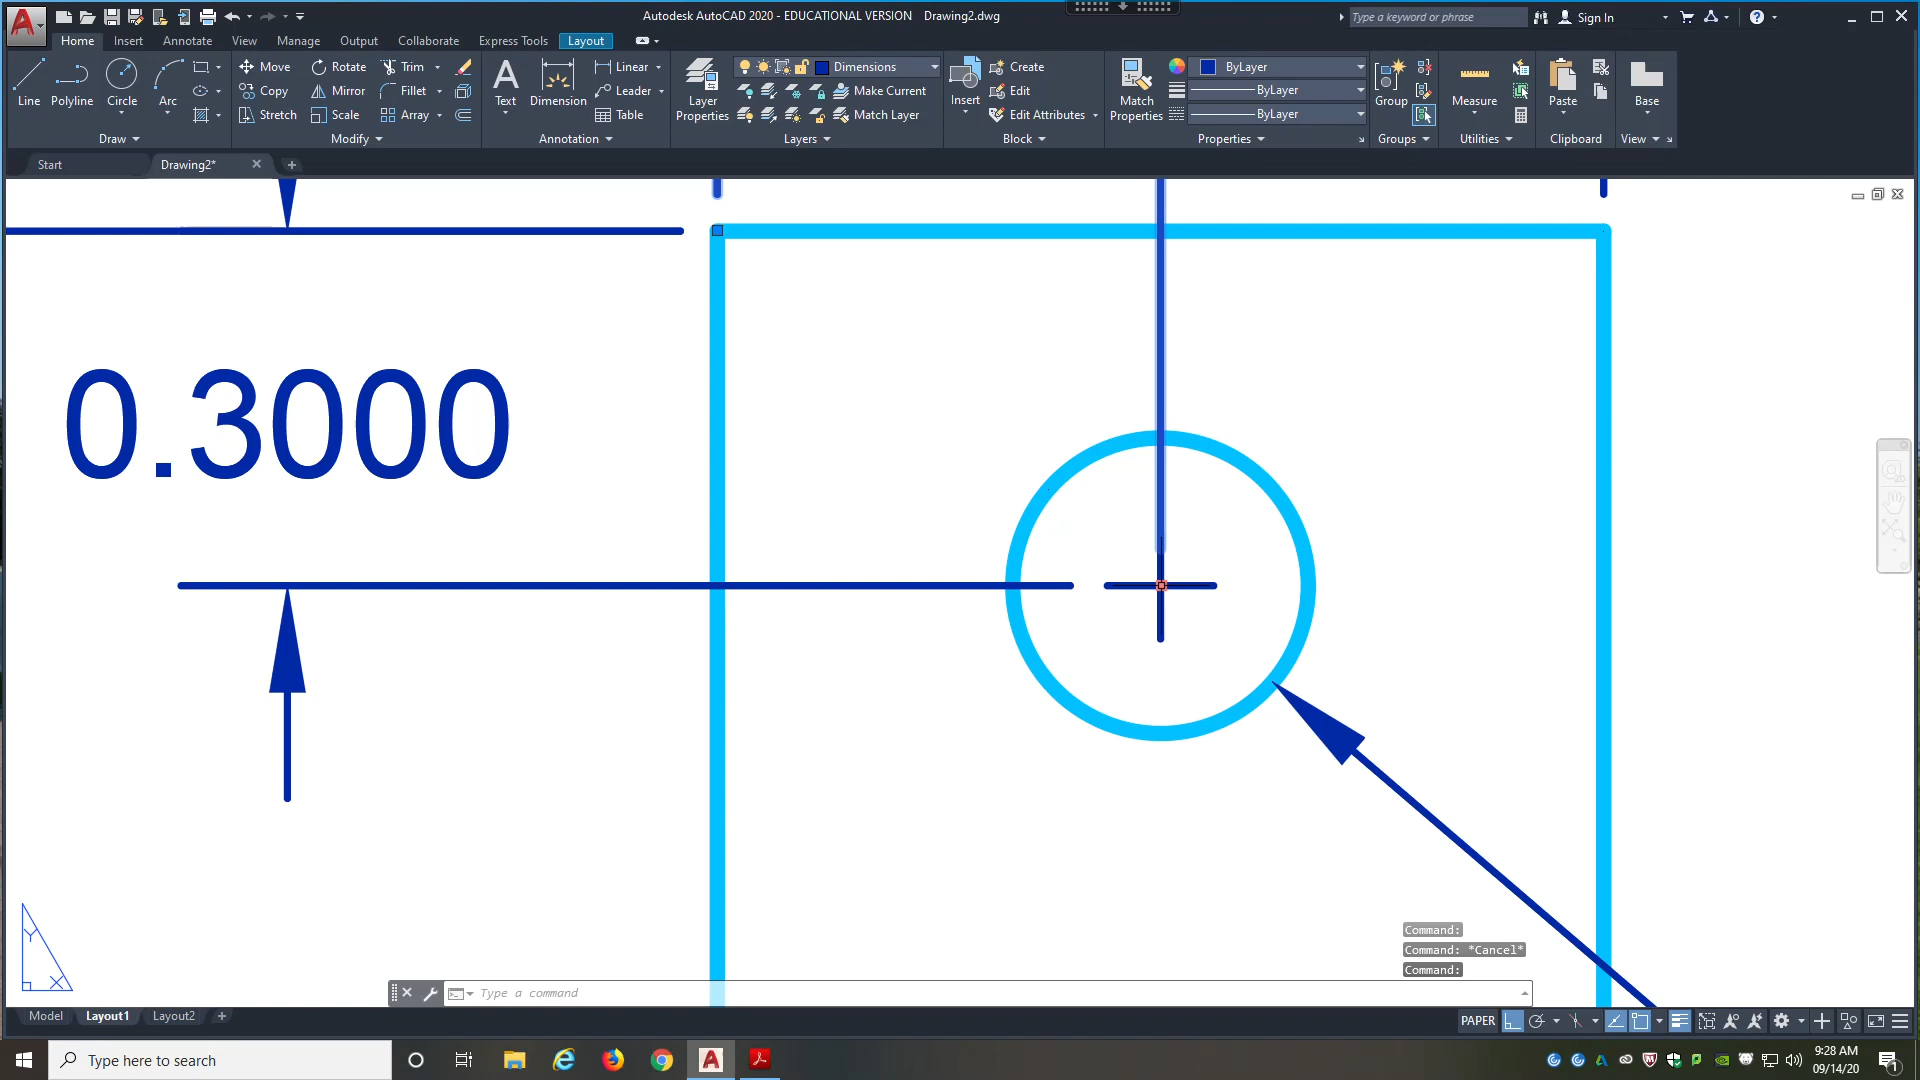 Autodesk AutoCAD 2020 - EDUCATIONAL VERSION Drawing2.dwg
Type a keyword or phrase
Sign In
Home Insert Annotate View Manage Output Collaborate Express Tools Layout
Line Polyline Circle Arc
Move Rotate Trim
Copy Mirror Fillet
Stretch Scale Array
Text Dimension
Linear
Leader
Table
Layer Properties
Dimensions
Make Current
Match Layer
Insert
Create
Edit
Edit Attributes
Match Properties
ByLayer
ByLayer
ByLayer
Group
Measure
Paste
Base
Draw Modify Annotation Layers Block Properties Groups Utilities Clipboard View
Start Drawing2*
0.3000
Y
X
Command:
Command: *Cancel*
Command:
Type a command
Model Layout1 Layout2
PAPER
Type here to search
9:28 AM
09/14/20
1